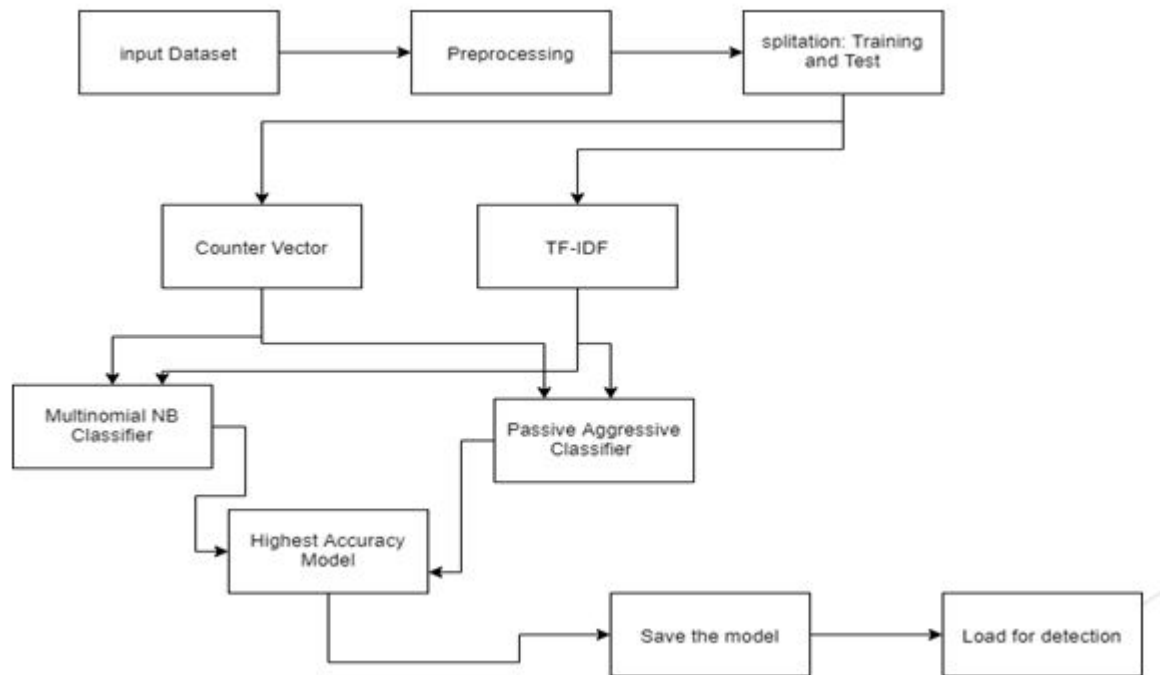 input Dataset
Preprocessing
splitation: Training
and Test
Counter Vector
TF-IDF
Multinomial NB
Classifier
Passive Aggressive
Classifier
Highest Accuracy
Model
Save the model
Load for detection